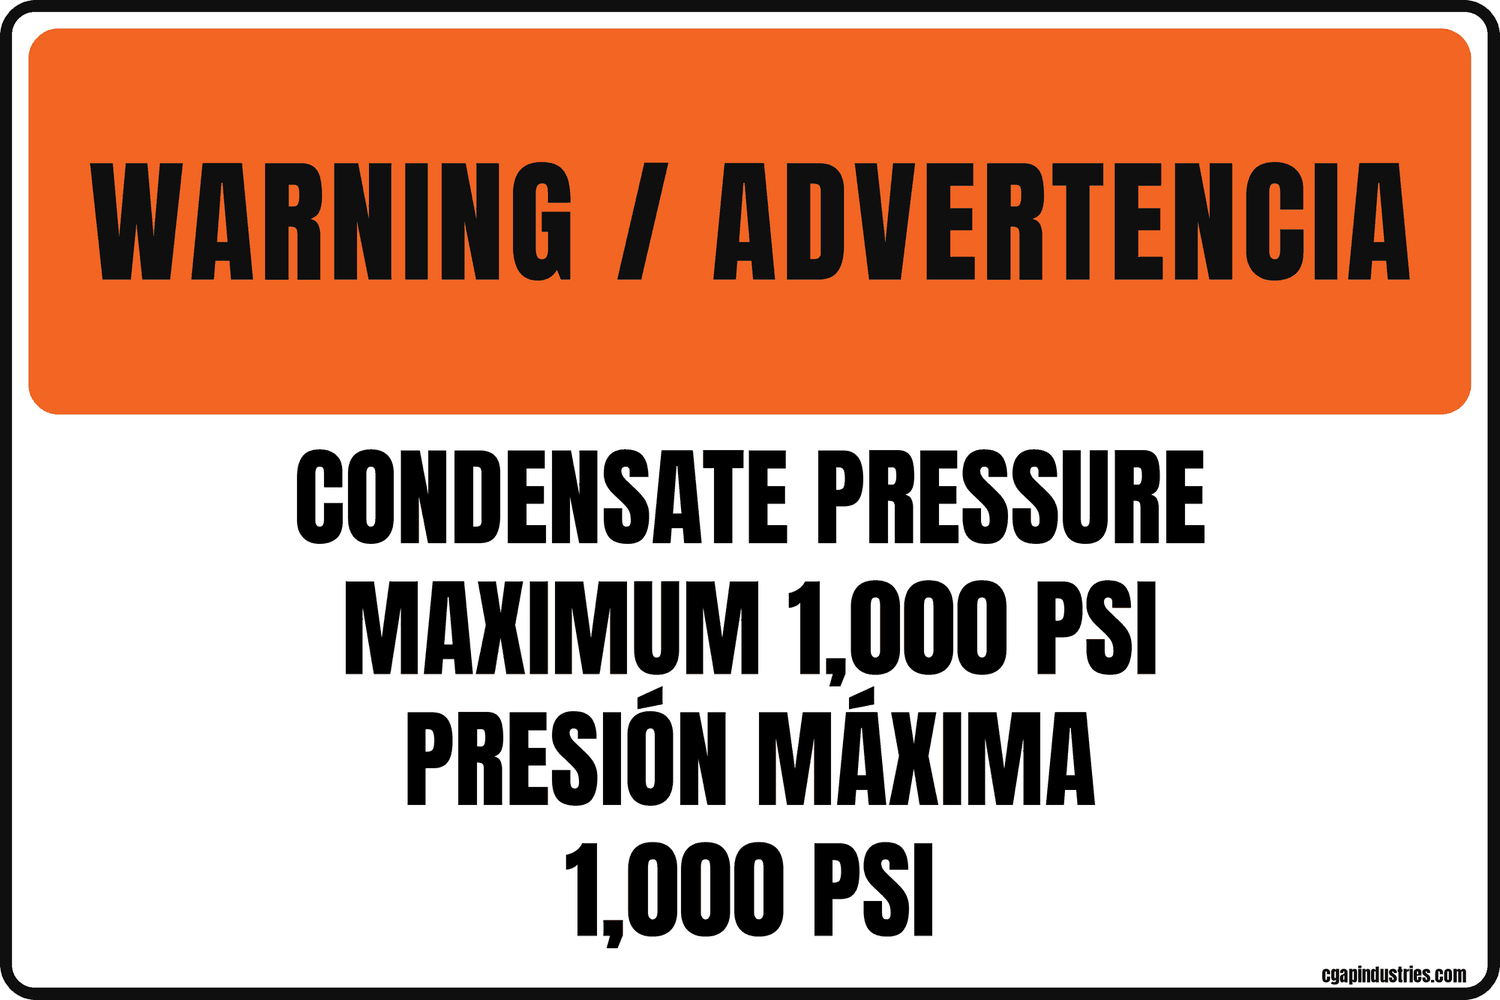 WARNING / ADVERTENCIA
CONDENSATE PRESSURE
MAXIMUM 1,000 PSI
PRESIÓN MÁXIMA
1,000 PSI
cgapindustries.com